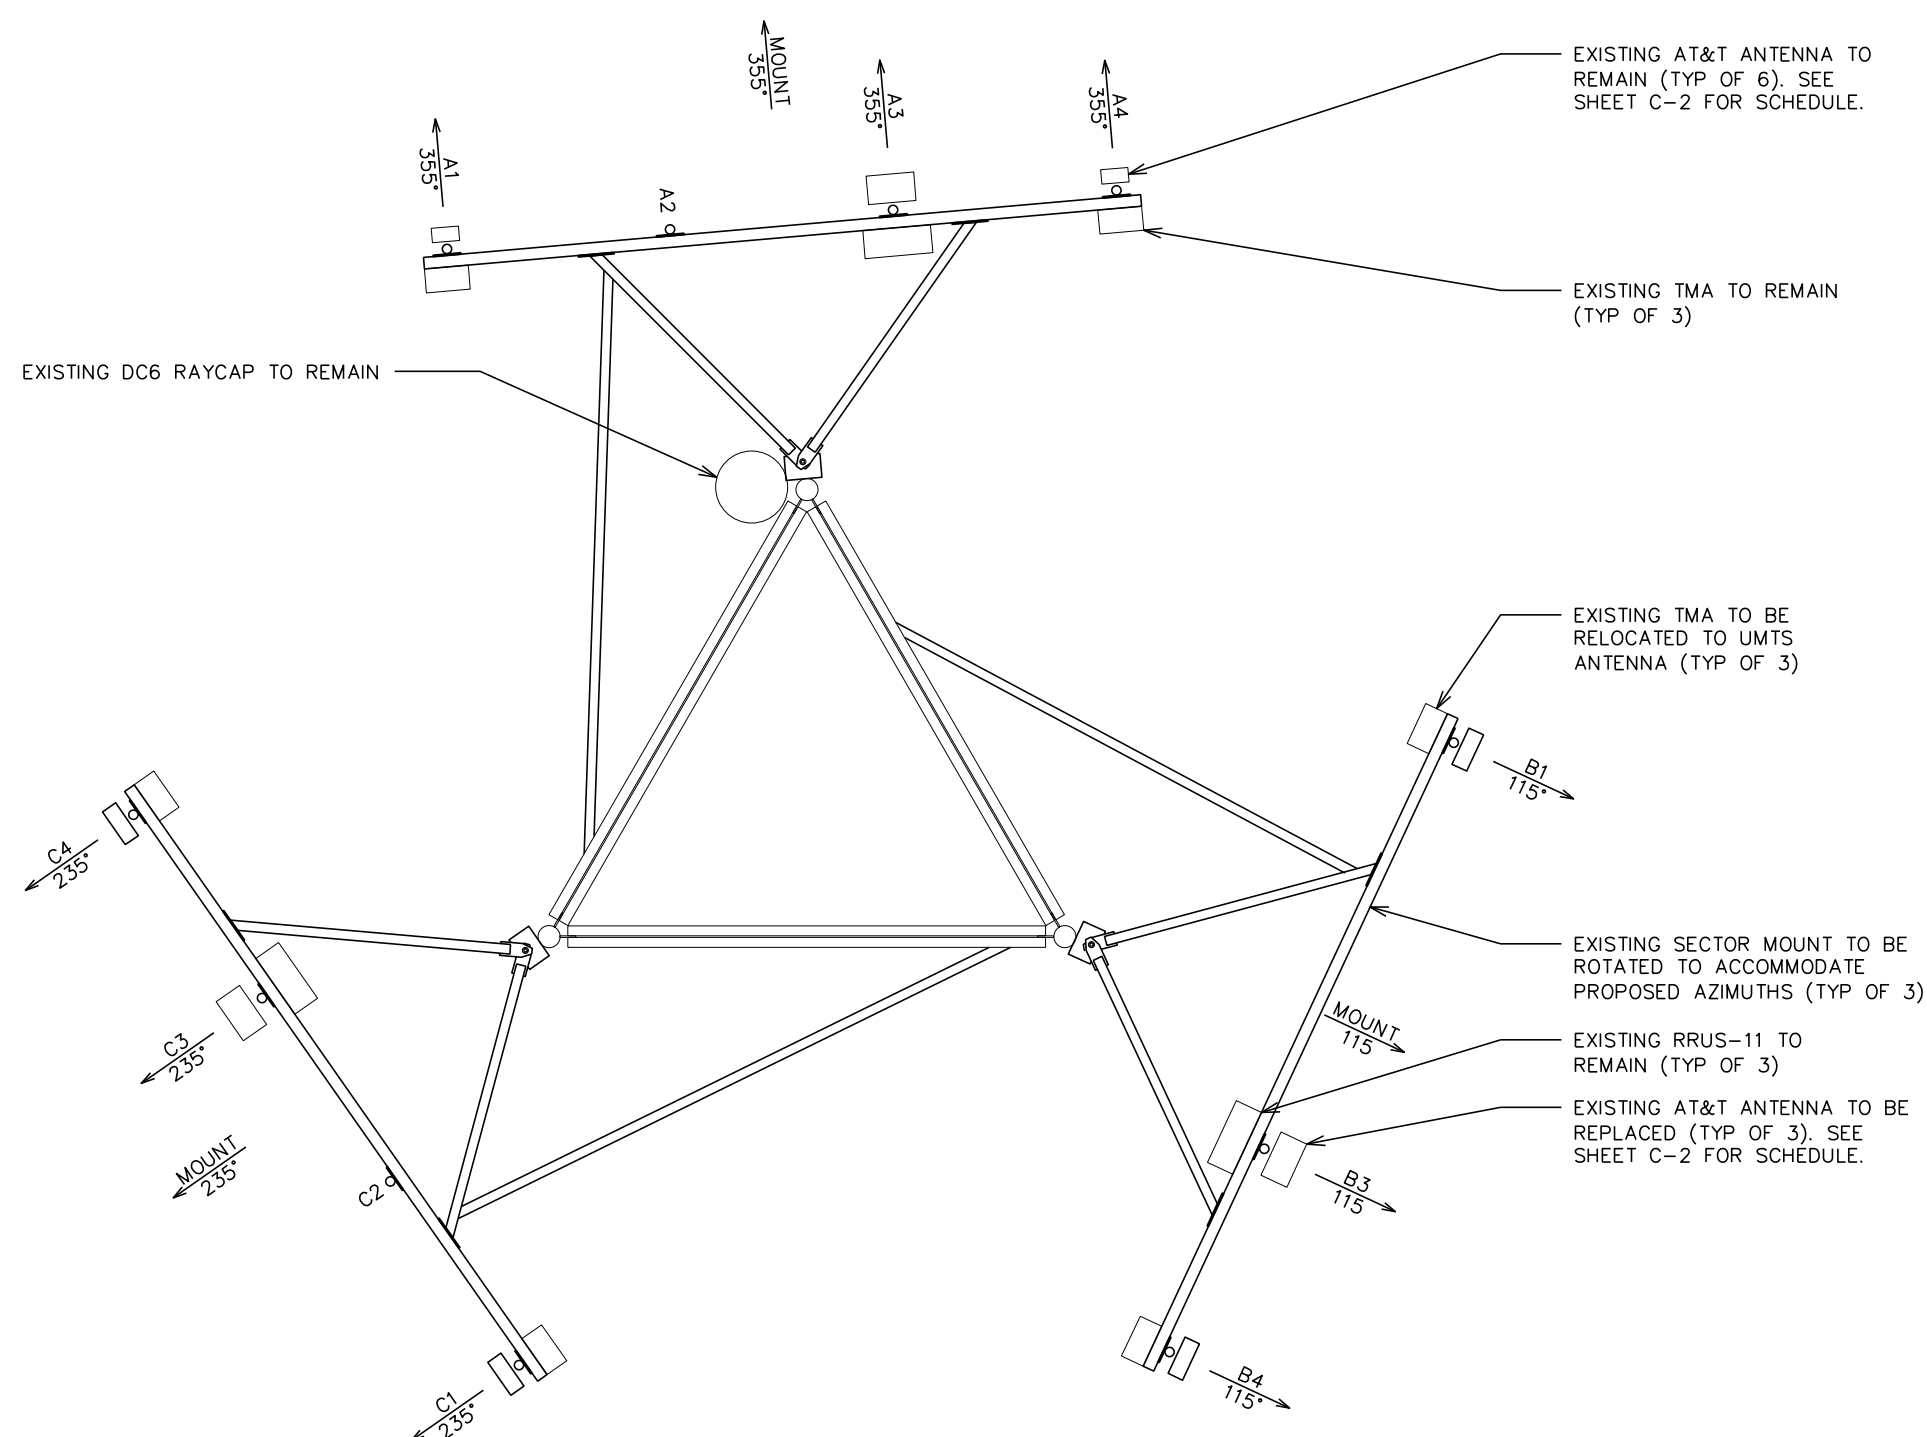 MOUNT
355°
A3
355°
A4
355°
A1
355°
A2
EXISTING AT&T ANTENNA TO
REMAIN (TYP OF 6). SEE
SHEET C-2 FOR SCHEDULE.
EXISTING TMA TO REMAIN
(TYP OF 3)
EXISTING DC6 RAYCAP TO REMAIN
EXISTING TMA TO BE
RELOCATED TO UMTS
ANTENNA (TYP OF 3)
B1
115°
C4
235°
EXISTING SECTOR MOUNT TO BE
ROTATED TO ACCOMMODATE
PROPOSED AZIMUTHS (TYP OF 3)
MOUNT
115
C3
235°
EXISTING RRUS-11 TO
REMAIN (TYP OF 3)
EXISTING AT&T ANTENNA TO BE
REPLACED (TYP OF 3). SEE
SHEET C-2 FOR SCHEDULE.
MOUNT
235°
C2
B3
115
B4
115°
C1
235°